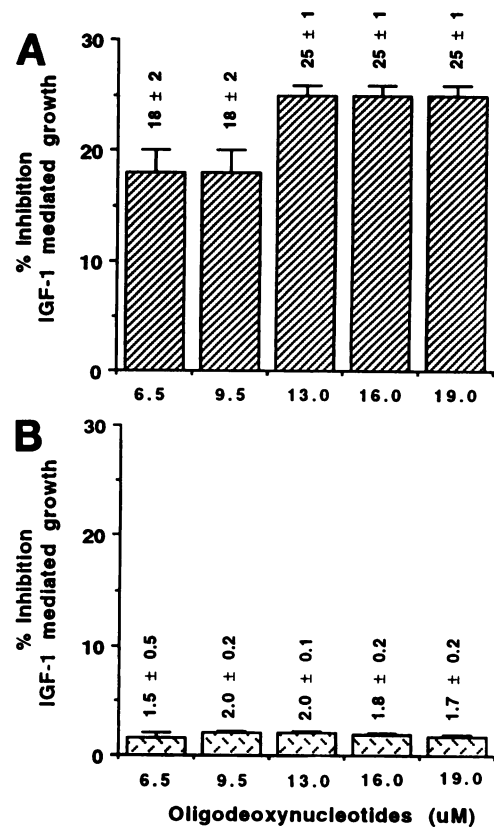 A
% Inhibition
IGF-1 mediated growth
30
20
10
0
18 ± 2
18 ± 2
25 ± 1
25 ± 1
25 ± 1
6.5 9.5 13.0 16.0 19.0
B
% Inhibition
IGF-1 mediated growth
30
20
10
0
1.5 ± 0.5
2.0 ± 0.2
2.0 ± 0.1
1.8 ± 0.2
1.7 ± 0.2
6.5 9.5 13.0 16.0 19.0
Oligodeoxynucleotides (uM)